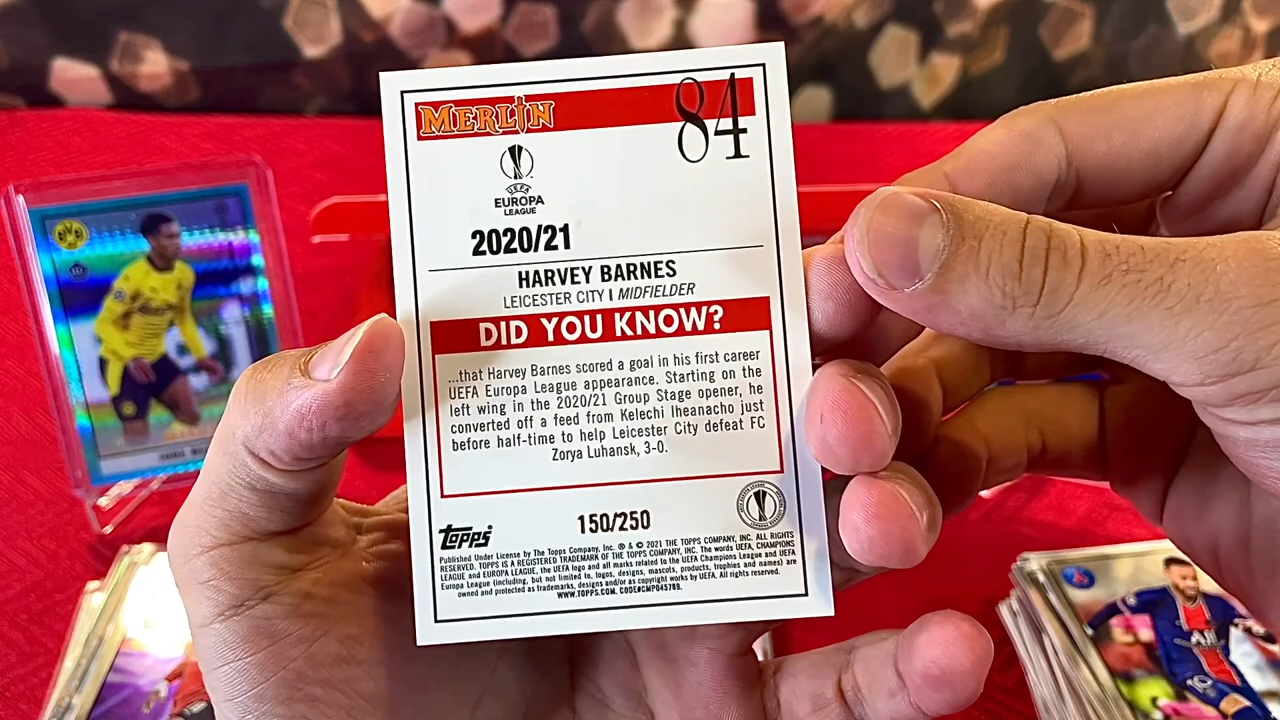 MERLIN
84
UEFA
EUROPA
LEAGUE
2020/21
HARVEY BARNES
LEICESTER CITY | MIDFIELDER
DID YOU KNOW?
...that Harvey Barnes scored a goal in his first career
UEFA Europa League appearance. Starting on the
left wing in the 2020/21 Group Stage opener, he
converted off a feed from Kelechi Iheanacho just
before half-time to help Leicester City defeat FC
Zorya Luhansk, 3-0.
150/250
topps
Published Under License by The Topps Company, Inc. ® & © 2021 THE TOPPS COMPANY, INC. ALL RIGHTS
RESERVED. TOPPS IS A REGISTERED TRADEMARK OF THE TOPPS COMPANY, INC. The words UEFA, CHAMPIONS
LEAGUE and EUROPA LEAGUE, the UEFA logo and all marks related to the UEFA Champions League and UEFA
Europa League (including, but not limited to, logos, designs, mascots, products, trophies and names) are
owned and protected as trademarks, designs and/or as copyright works by UEFA. All rights reserved.
WWW.TOPPS.COM. CODE#CMP045789.
BVB
10